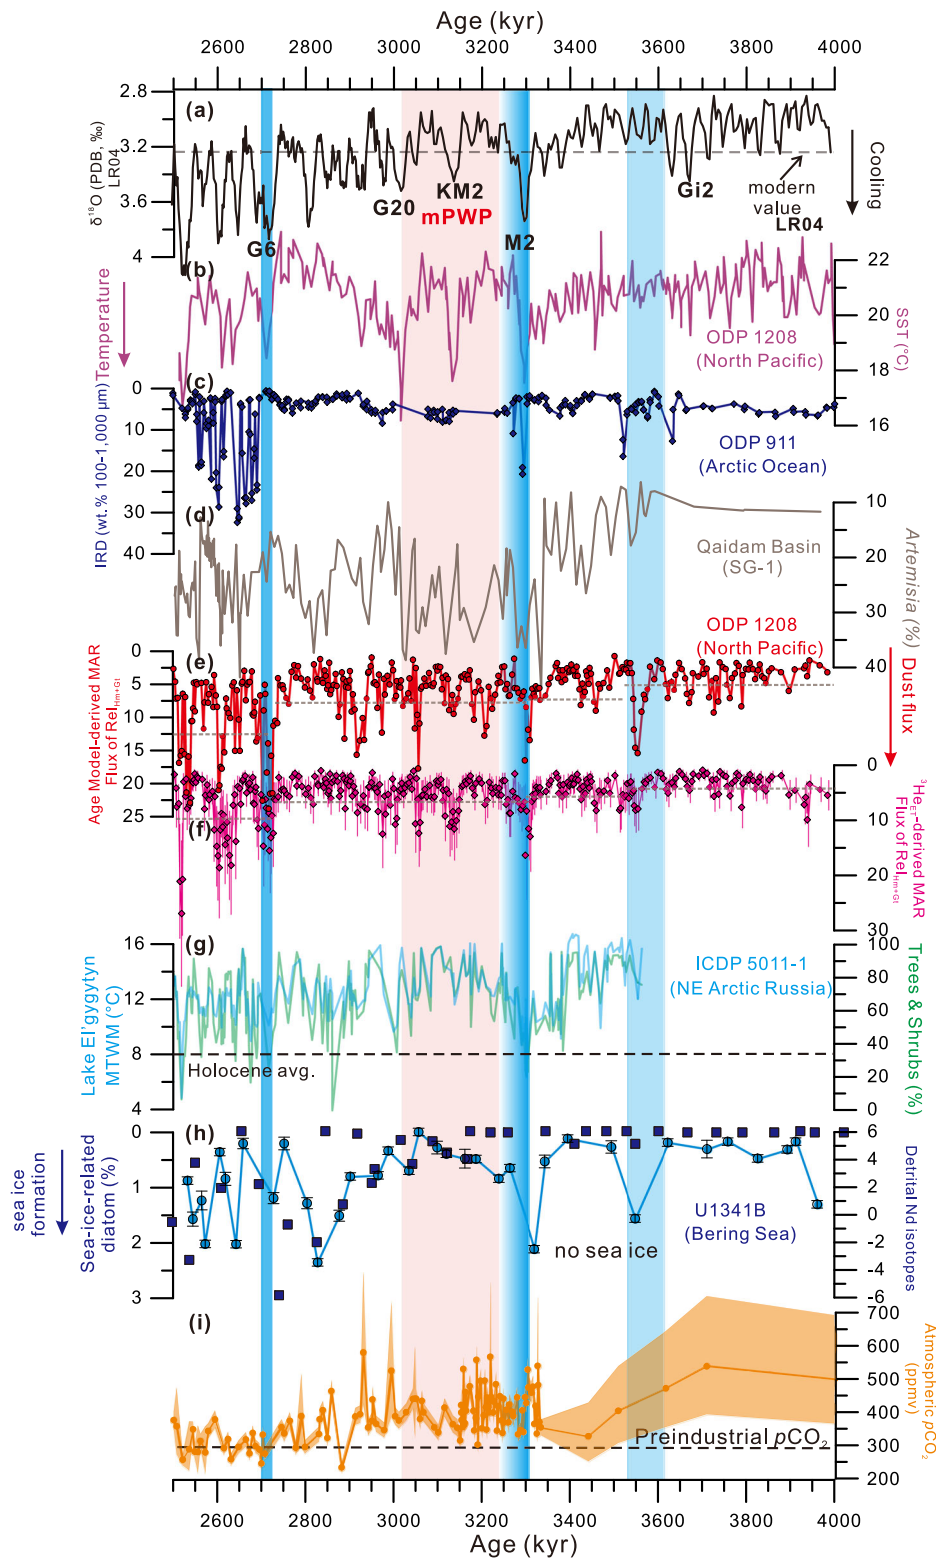 Age (kyr)
2600 2800 3000 3200 3400 3600 3800 4000
(a)
2.8
3.2
3.6
4
δ18O (PDB, ‰)
LR04
G6
G20
KM2
mPWP
M2
Gi2
modern
value
LR04
Cooling
(b)
Temperature
22
20
18
16
SST (°C)
ODP 1208
(North Pacific)
(c)
0
10
20
30
40
IRD (wt.% 100-1,000 μm)
ODP 911
(Arctic Ocean)
(d)
10
20
30
40
Artemisia (%)
Qaidam Basin
(SG-1)
ODP 1208
(North Pacific)
(e)
0
5
10
15
20
25
Age Model-derived MAR
Flux of RelHm+Gt
Dust flux
(f)
0
10
20
30
3HeET-derived MAR
Flux of RelHm+Gt
(g)
16
12
8
4
Lake El'gygytyn
MTWM (°C)
Holocene avg.
ICDP 5011-1
(NE Arctic Russia)
100
80
60
40
20
0
Trees & Shrubs (%)
(h)
0
1
2
3
sea ice
formation
Sea-ice-related
diatom (%)
no sea ice
U1341B
(Bering Sea)
6
4
2
0
-2
-4
-6
Detrital Nd isotopes
(i)
700
600
500
400
300
200
Atmospheric pCO2
(ppmv)
Preindustrial pCO2
2600 2800 3000 3200 3400 3600 3800 4000
Age (kyr)